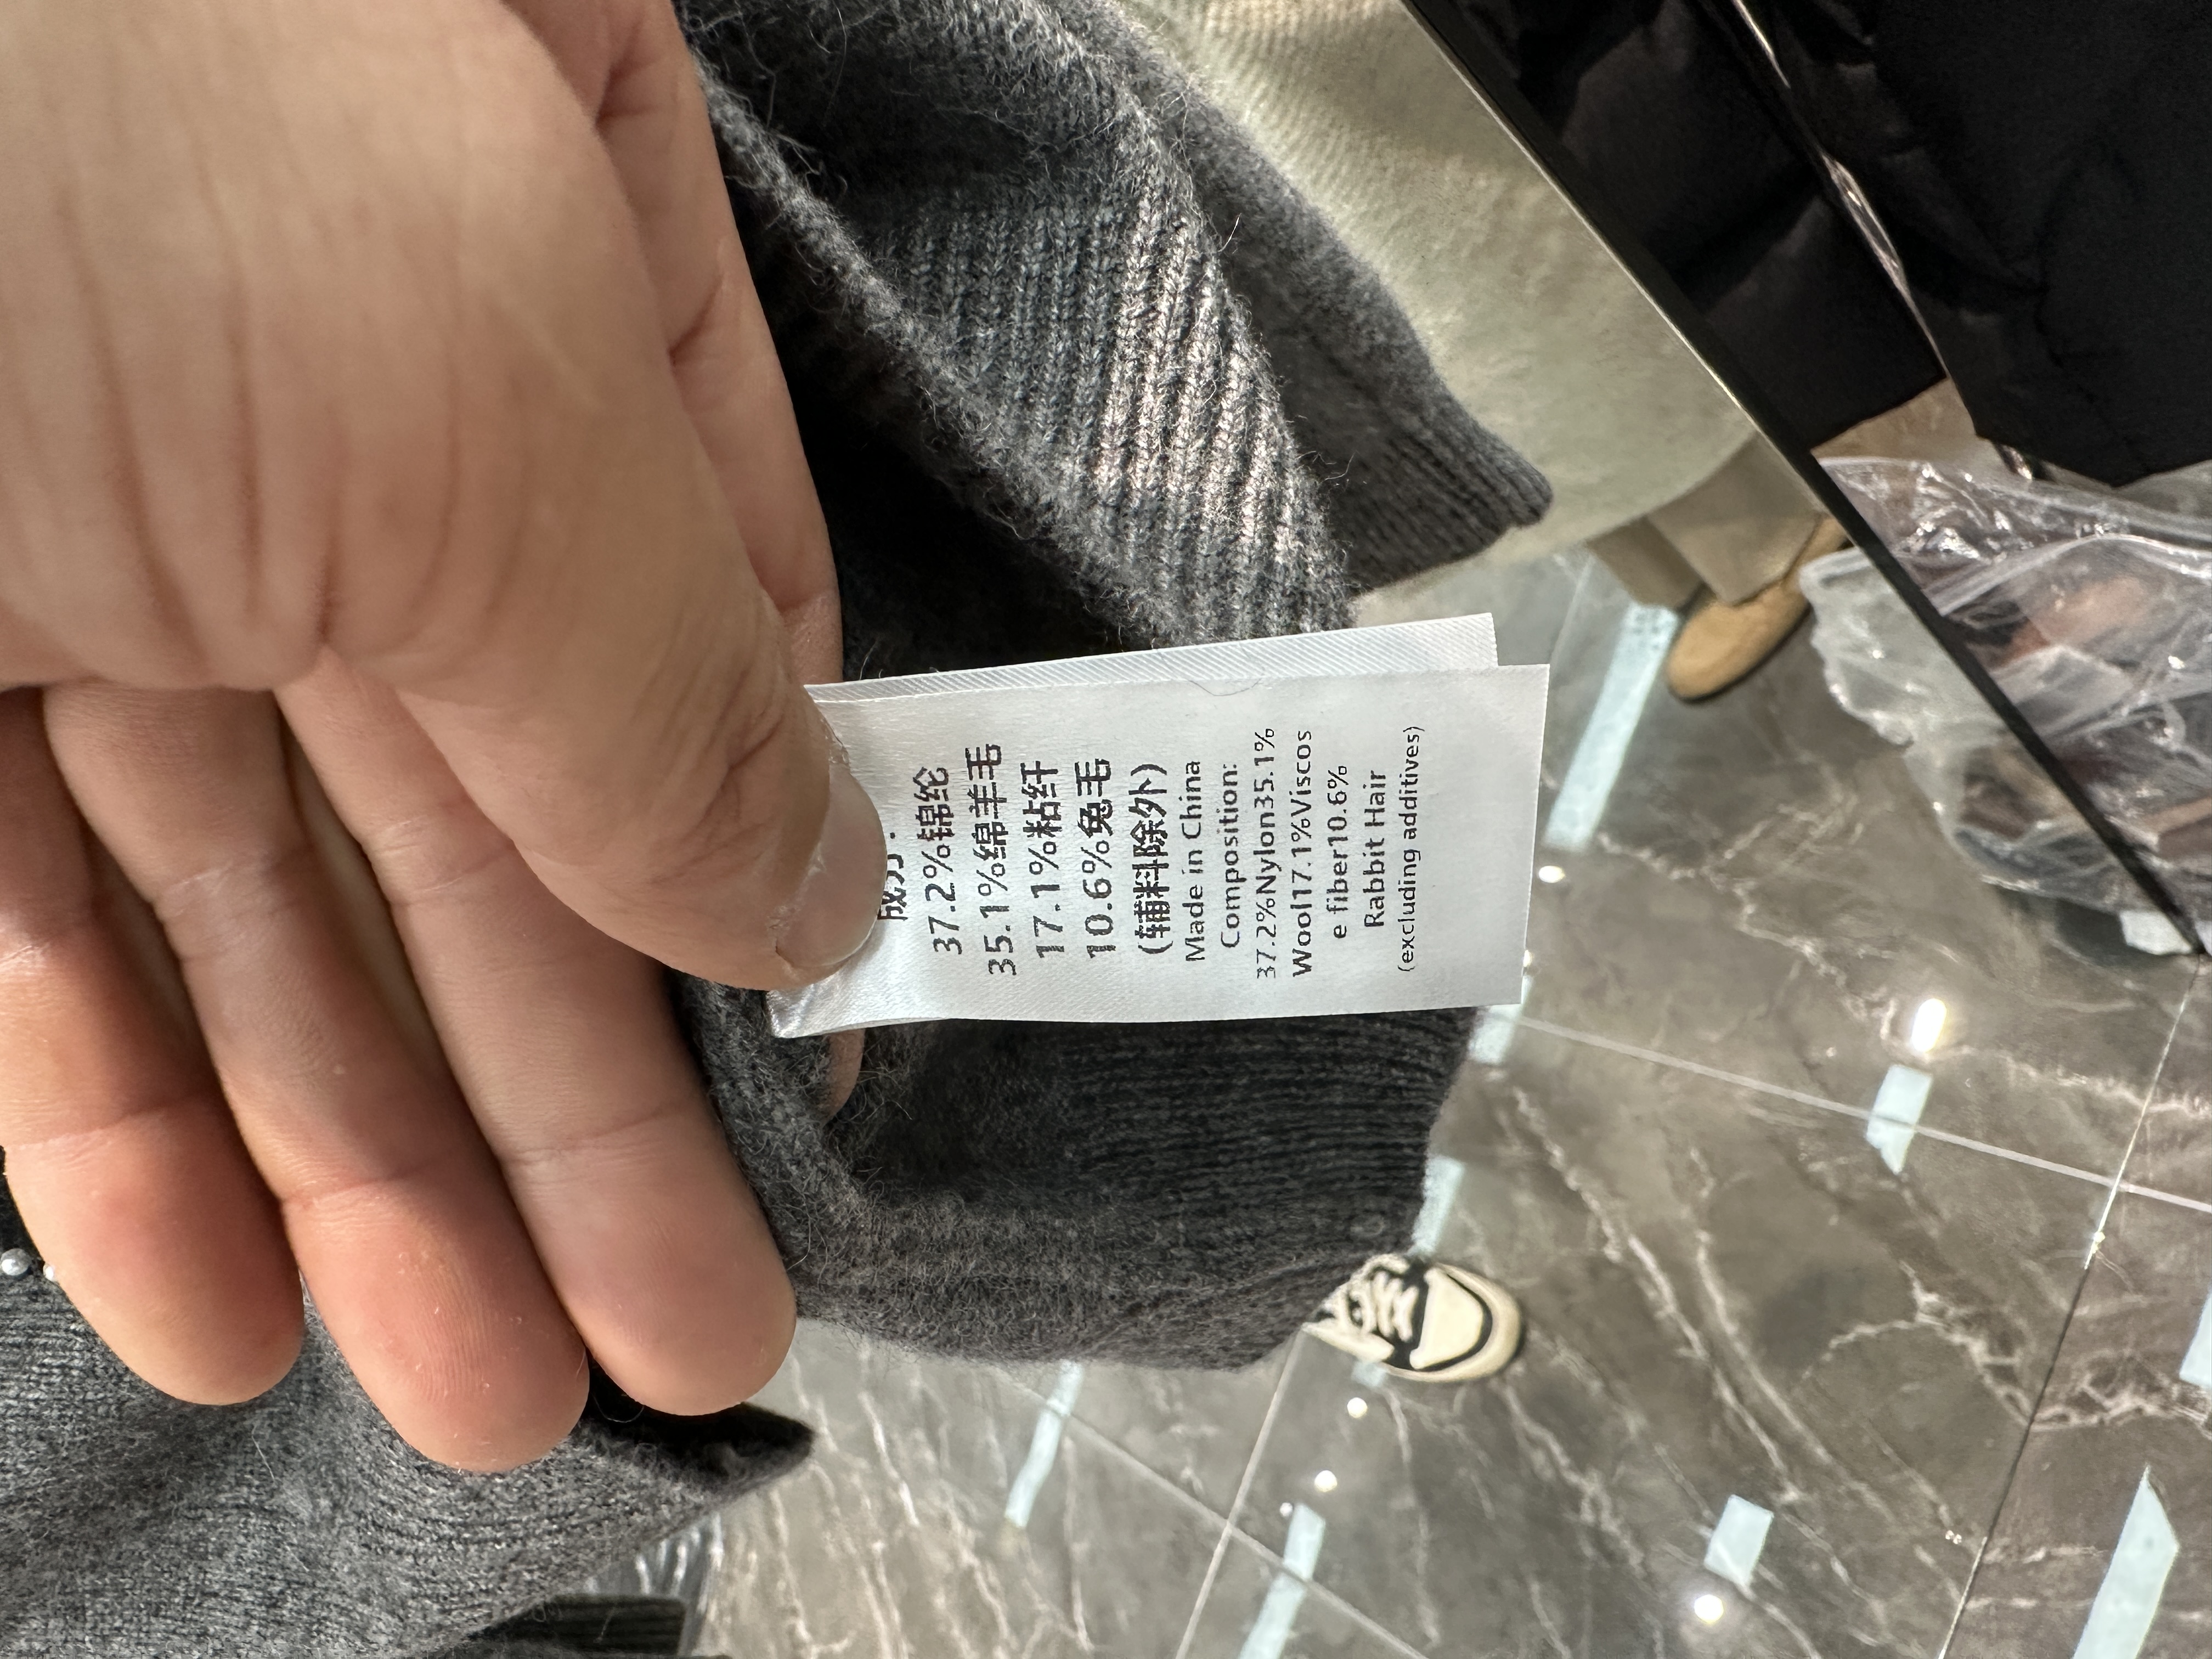 成分:
37.2%锦纶
35.1%绵羊毛
17.1%粘纤
10.6%兔毛
(辅料除外)
Made in China
Composition:
37.2%Nylon35.1%
Wool17.1%Viscos
e fiber10.6%
Rabbit Hair
(excluding additives)